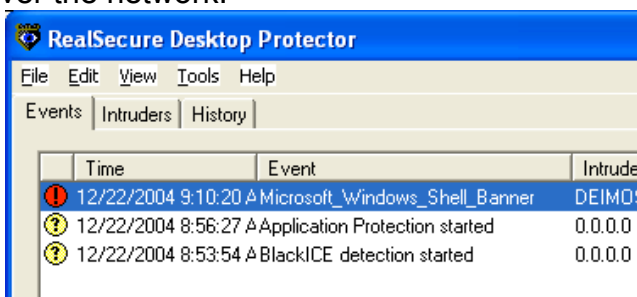 the network.
RealSecure Desktop Protector
File Edit View Tools Help
Events Intruders History
Time Event Intrude
12/22/2004 9:10:20 A Microsoft_Windows_Shell_Banner DEIMOS
12/22/2004 8:56:27 A Application Protection started 0.0.0.0
12/22/2004 8:53:54 A BlackICE detection started 0.0.0.0